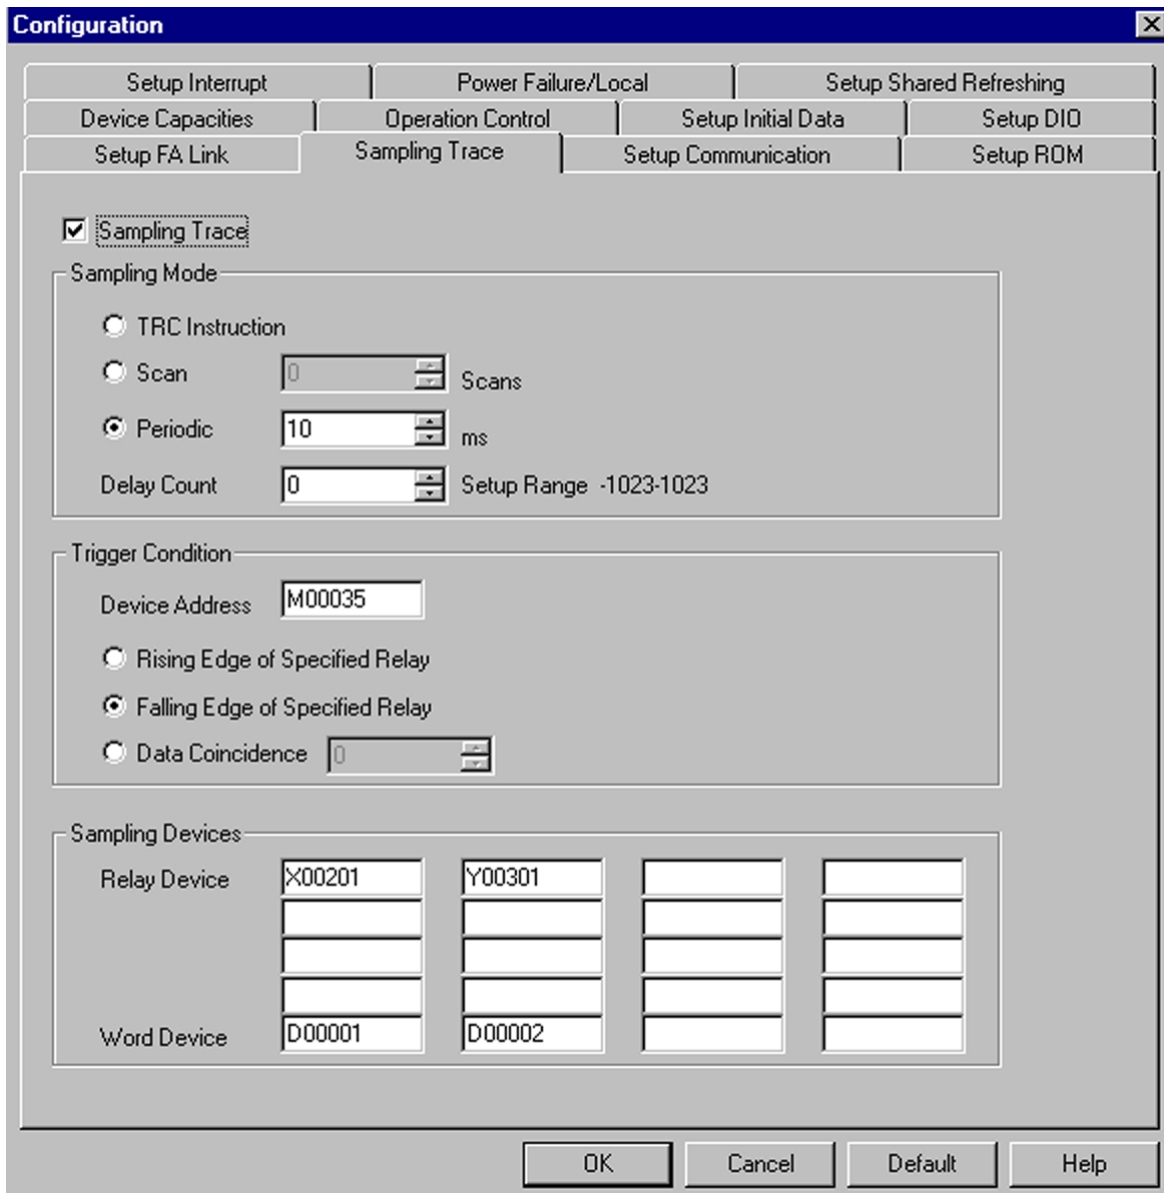 Configuration
Setup Interrupt Power Failure/Local Setup Shared Refreshing
Device Capacities Operation Control Setup Initial Data Setup DIO
Setup FA Link Sampling Trace Setup Communication Setup ROM
Sampling Trace
Sampling Mode
TRC Instruction
Scan 0 Scans
Periodic 10 ms
Delay Count 0 Setup Range -1023-1023
Trigger Condition
Device Address M00035
Rising Edge of Specified Relay
Falling Edge of Specified Relay
Data Coincidence 0
Sampling Devices
Relay Device X00201 Y00301
Word Device D00001 D00002
OK Cancel Default Help